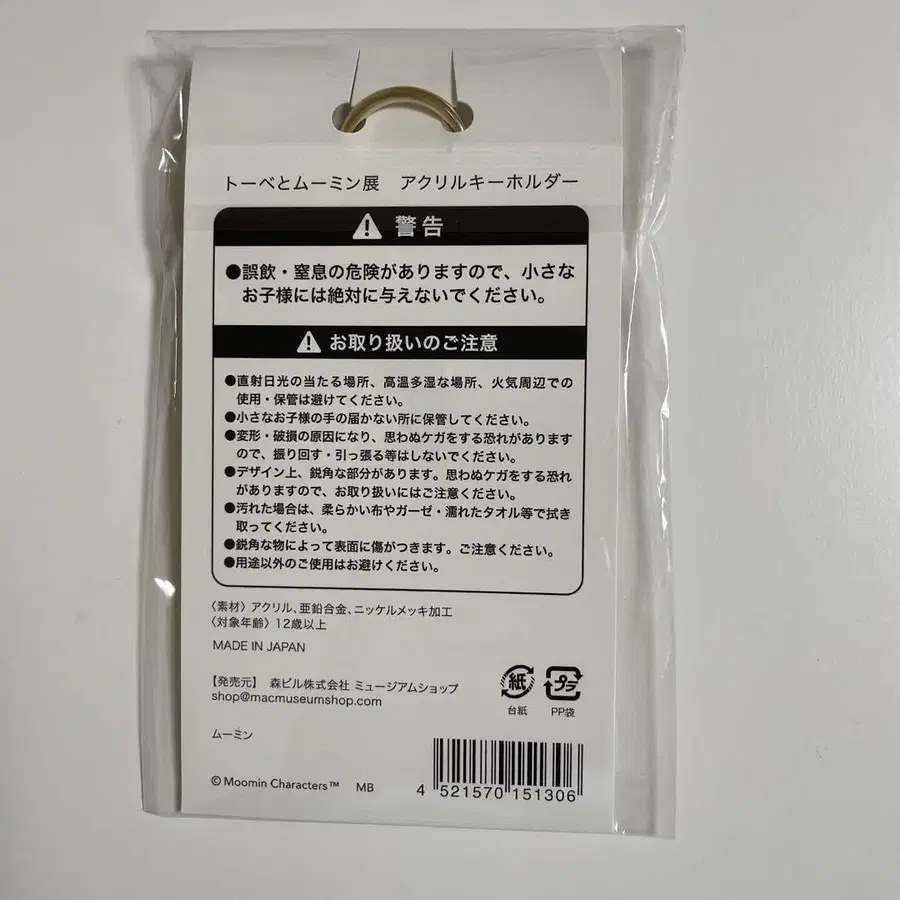 トーベとムーミン展　アクリルキーホルダー
警告
●誤飲・窒息の危険がありますので、小さな
お子様には絶対に与えないでください。
お取り扱いのご注意
●直射日光の当たる場所、高温多湿な場所、火気周辺での
使用・保管は避けてください。
●小さなお子様の手の届かない所に保管してください。
●変形・破損の原因になり、思わぬケガをする恐れがあります
ので、振り回す・引っ張る等はしないでください。
●デザイン上、鋭角な部分があります。思わぬケガをする恐れ
がありますので、お取り扱いにはご注意ください。
●汚れた場合は、柔らかい布やガーゼ・濡れたタオル等で拭き
取ってください。
●鋭角な物によって表面に傷がつきます。ご注意ください。
●用途以外のご使用はお避けください。
〈素材〉アクリル、亜鉛合金、ニッケルメッキ加工
〈対象年齢〉12歳以上
MADE IN JAPAN
【発売元】 森ビル株式会社 ミュージアムショップ
shop@macmuseumshop.com
紙 プラ
台紙 PP袋
ムーミン
© Moomin Characters™ MB
4 521570 151306